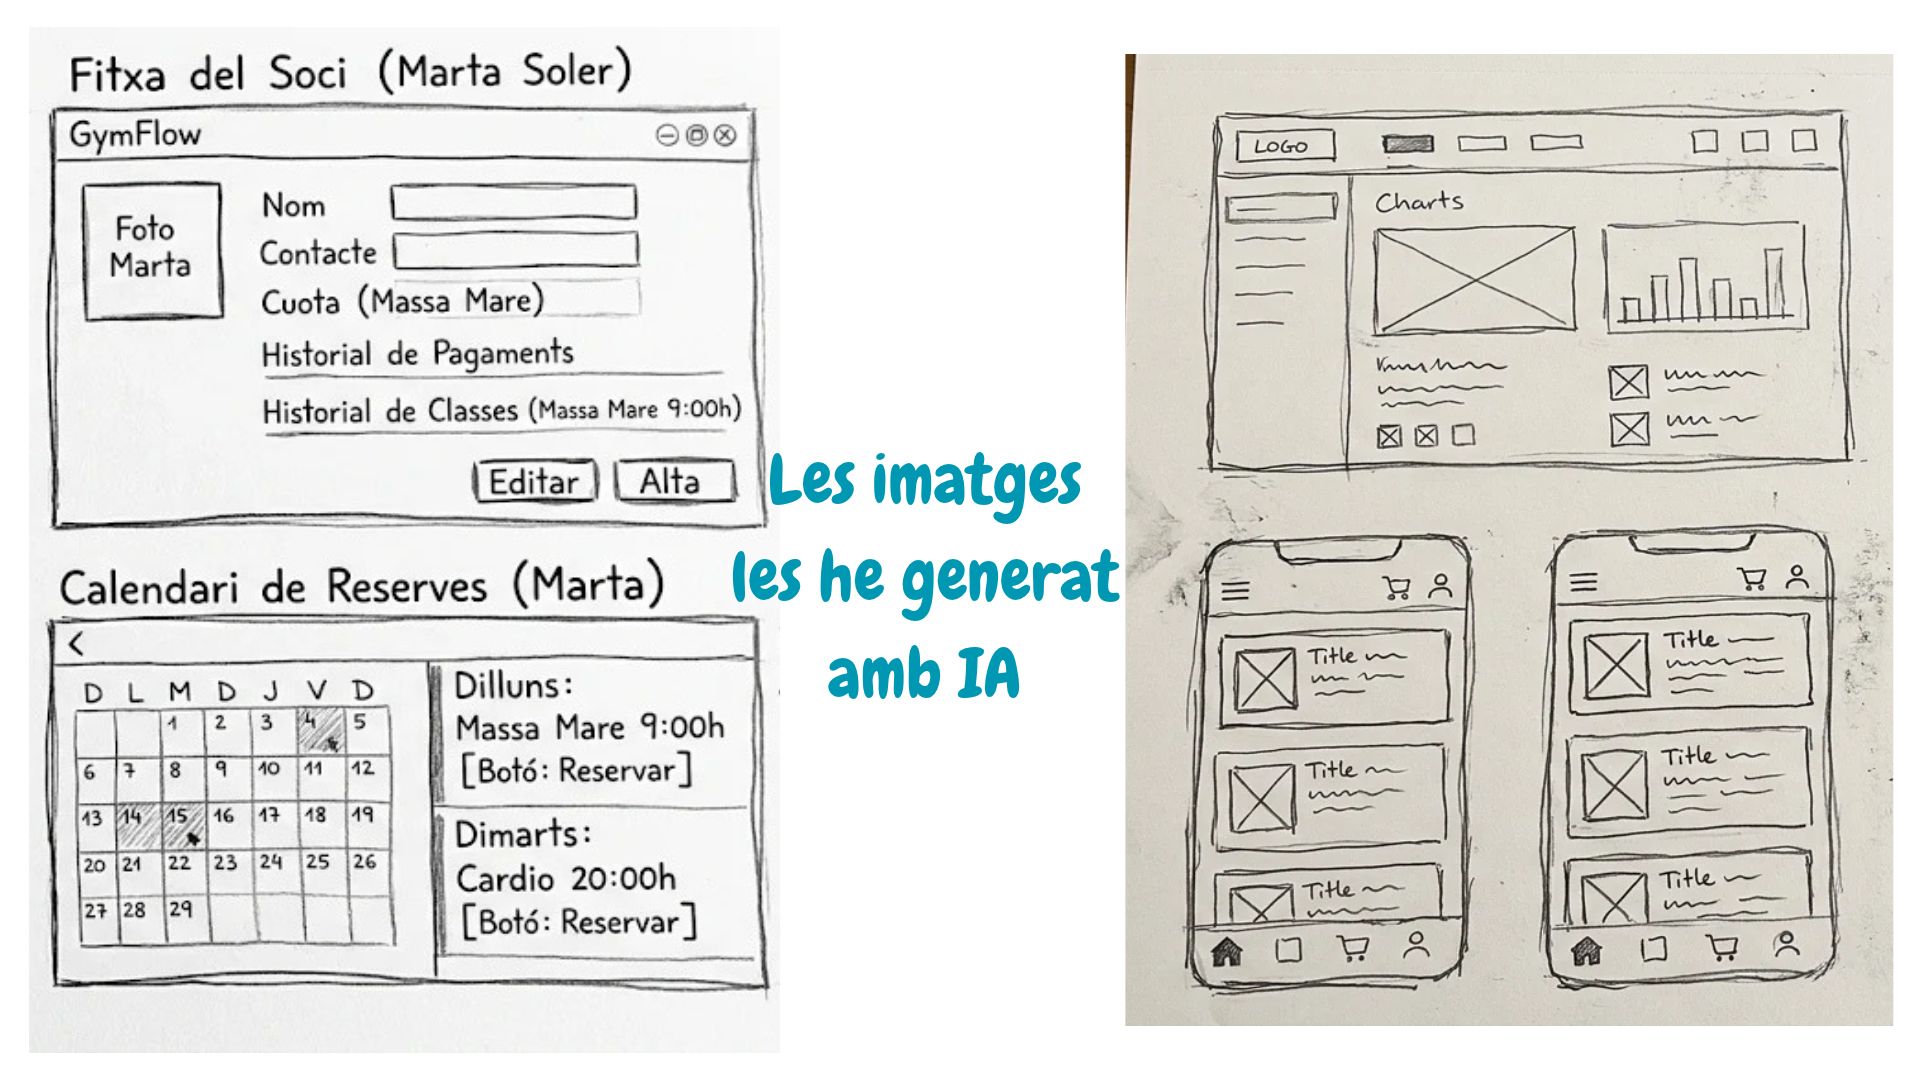 Fitxa del Soci (Marta Soler)
GymFlow
Foto
Marta
Nom
Contacte
Cuota (Massa Mare)
Historial de Pagaments
Historial de Classes (Massa Mare 9:00h)
Editar
Alta
Calendari de Reserves (Marta)
D L M D J V D
1 2 3 4 5
6 7 8 9 10 11 12
13 14 15 16 17 18 19
20 21 22 23 24 25 26
27 28 29
Dilluns:
Massa Mare 9:00h
[Botó: Reservar]
Dimarts:
Cardio 20:00h
[Botó: Reservar]
Les imatges
les he generat
amb IA
LOGO
Charts
Title
Title
Title
Title
Title
Title